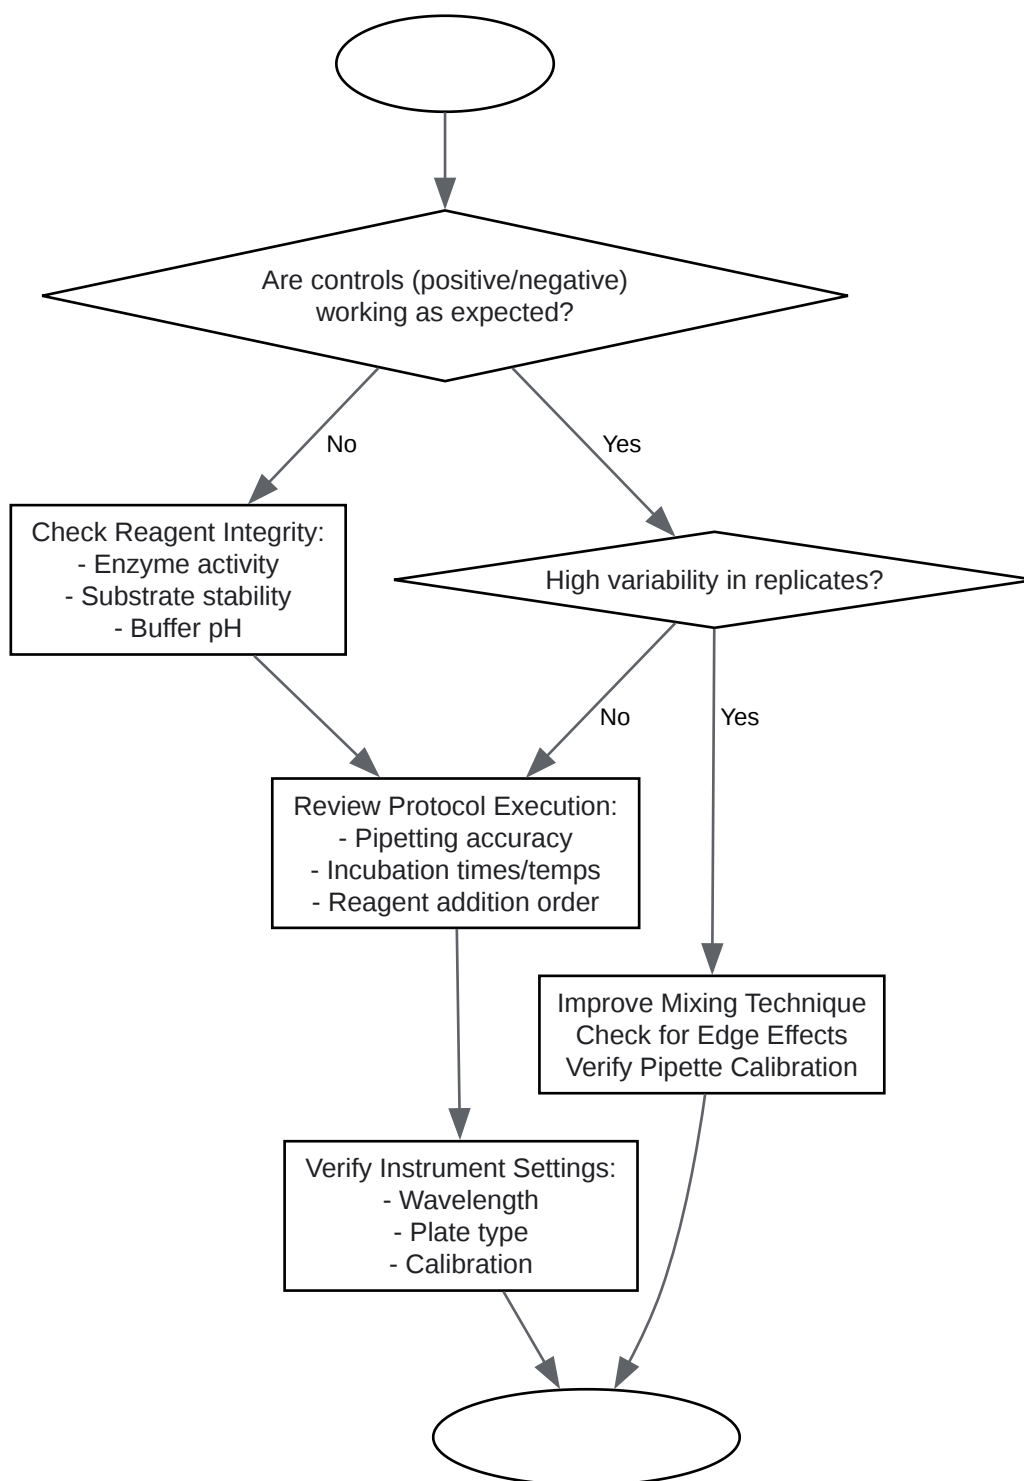 Are controls (positive/negative)
working as expected?
No
Yes
Check Reagent Integrity:
- Enzyme activity
- Substrate stability
- Buffer pH
High variability in replicates?
No
Yes
Review Protocol Execution:
- Pipetting accuracy
- Incubation times/temps
- Reagent addition order
Improve Mixing Technique
Check for Edge Effects
Verify Pipette Calibration
Verify Instrument Settings:
- Wavelength
- Plate type
- Calibration